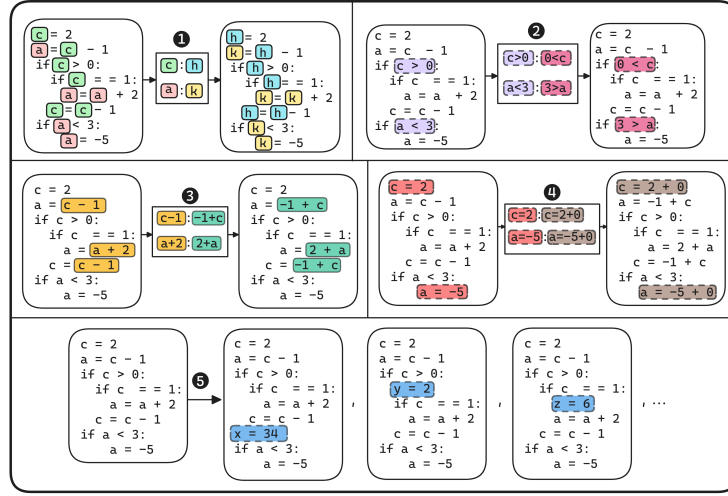 ❶
c = 2
a = c - 1
if c > 0:
if c == 1:
a = a + 2
c = c - 1
if a < 3:
a = -5
c : h
a : k
h = 2
k = h - 1
if h > 0:
if h == 1:
k = k + 2
h = h - 1
if k < 3:
k = -5
❷
c = 2
a = c - 1
if c > 0:
if c == 1:
a = a + 2
c = c - 1
if a < 3:
a = -5
c>0 : 0<c
a<3 : 3>a
c = 2
a = c - 1
if 0 < c:
if c == 1:
a = a + 2
c = c - 1
if 3 > a:
a = -5
❸
c = 2
a = c - 1
if c > 0:
if c == 1:
a = a + 2
c = c - 1
if a < 3:
a = -5
c-1 : -1+c
a+2 : 2+a
c = 2
a = -1 + c
if c > 0:
if c == 1:
a = 2 + a
c = -1 + c
if a < 3:
a = -5
❹
c = 2
a = c - 1
if c > 0:
if c == 1:
a = a + 2
c = c - 1
if a < 3:
a = -5
c=2 : c=2+0
a=-5 : a=-5+0
c = 2 + 0
a = -1 + c
if c > 0:
if c == 1:
a = 2 + a
c = -1 + c
if a < 3:
a = -5 + 0
c = 2
a = c - 1
if c > 0:
if c == 1:
a = a + 2
c = c - 1
if a < 3:
a = -5
❺
c = 2
a = c - 1
if c > 0:
if c == 1:
a = a + 2
c = c - 1
x = 34
if a < 3:
a = -5
,
c = 2
a = c - 1
if c > 0:
y = 2
if c == 1:
a = a + 2
c = c - 1
if a < 3:
a = -5
,
c = 2
a = c - 1
if c > 0:
if c == 1:
z = 6
a = a + 2
c = c - 1
if a < 3:
a = -5
, ...